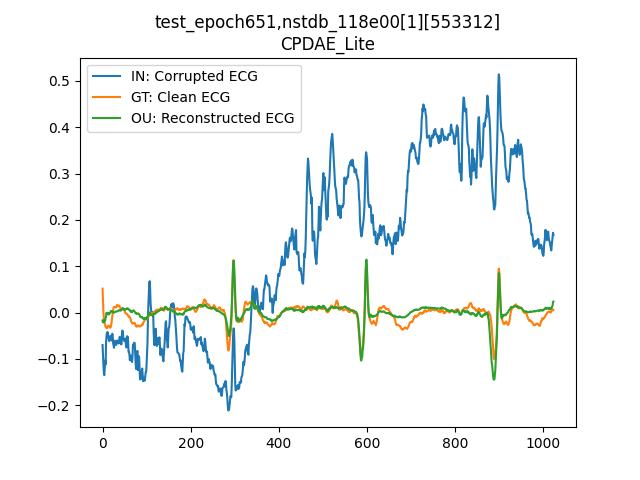 test_epoch651,nstdb_118e00[1][553312]
CPDAE_Lite
IN: Corrupted ECG
GT: Clean ECG
OU: Reconstructed ECG
0.5
0.4
0.3
0.2
0.1
0.0
−0.1
−0.2
0 200 400 600 800 1000